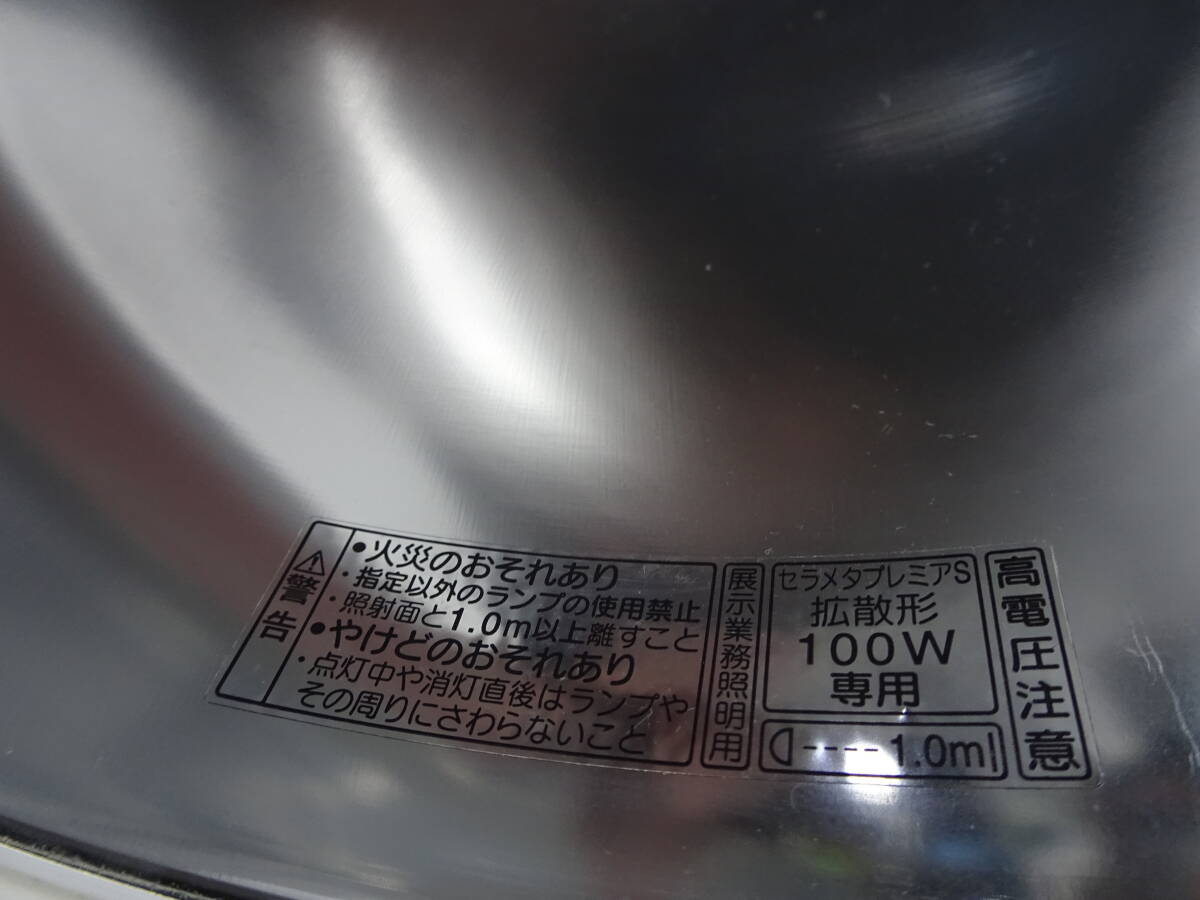 ⚠警告
•火災のおそれあり
・指定以外のランプの使用禁止
・照射面と1.0m以上離すこと
•やけどのおそれあり
・点灯中や消灯直後はランプや
その周りにさわらないこと
展示業務照明用
セラメタプレミアS
拡散形
100W
専用
1.0m
高電圧注意